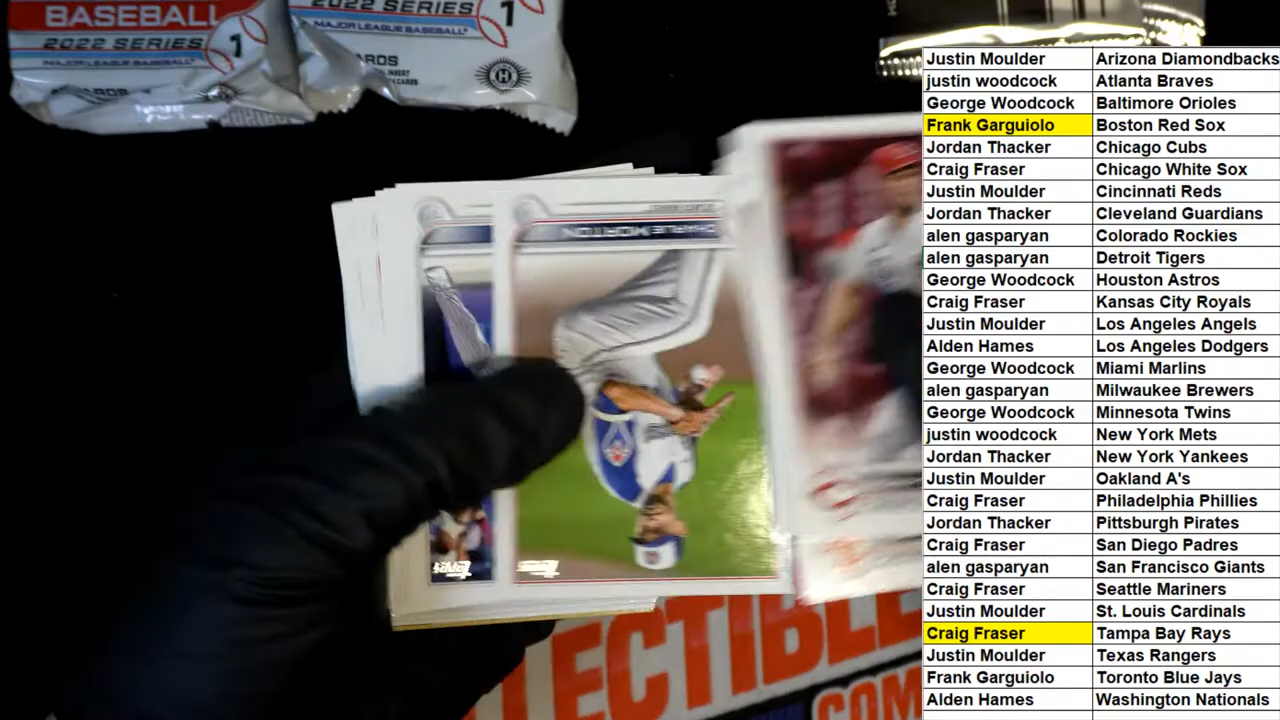 BASEBALL
2022 SERIES 1
MAJOR LEAGUE BASEBALL
2022 SERIES 1
MAJOR LEAGUE BASEBALL
CARDS
CHARLIE MORTON
LECTIBLE
COM
Justin Moulder Arizona Diamondbacks
justin woodcock Atlanta Braves
George Woodcock Baltimore Orioles
Frank Garguiolo Boston Red Sox
Jordan Thacker Chicago Cubs
Craig Fraser Chicago White Sox
Justin Moulder Cincinnati Reds
Jordan Thacker Cleveland Guardians
alen gasparyan Colorado Rockies
alen gasparyan Detroit Tigers
George Woodcock Houston Astros
Craig Fraser Kansas City Royals
Justin Moulder Los Angeles Angels
Alden Hames Los Angeles Dodgers
George Woodcock Miami Marlins
alen gasparyan Milwaukee Brewers
George Woodcock Minnesota Twins
justin woodcock New York Mets
Jordan Thacker New York Yankees
Justin Moulder Oakland A's
Craig Fraser Philadelphia Phillies
Jordan Thacker Pittsburgh Pirates
Craig Fraser San Diego Padres
alen gasparyan San Francisco Giants
Craig Fraser Seattle Mariners
Justin Moulder St. Louis Cardinals
Craig Fraser Tampa Bay Rays
Justin Moulder Texas Rangers
Frank Garguiolo Toronto Blue Jays
Alden Hames Washington Nationals